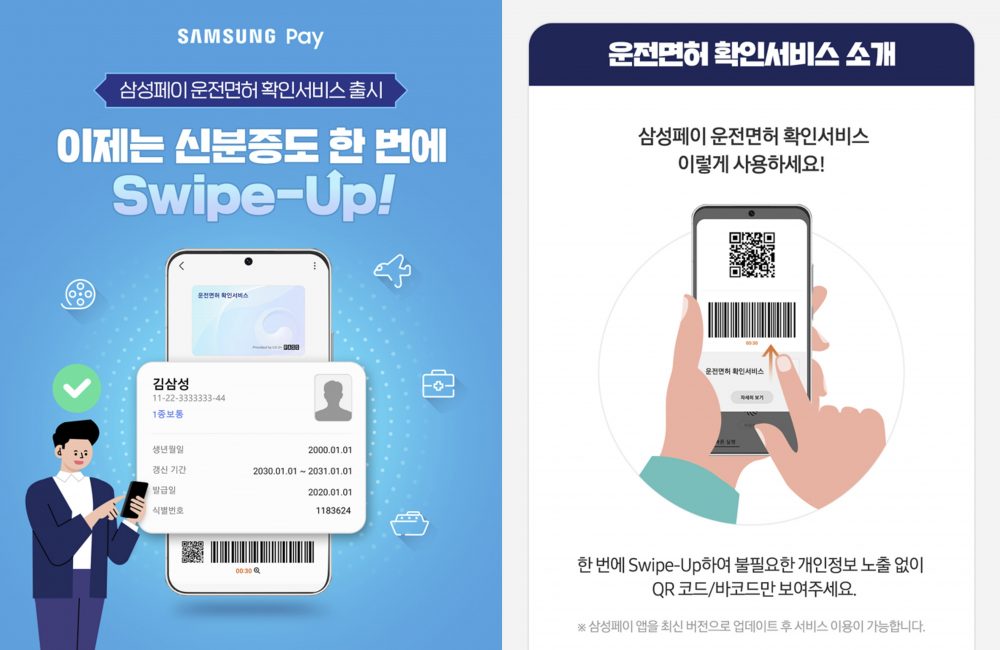 SAMSUNG Pay
삼성페이 운전면허 확인서비스 출시
이제는 신분증도 한 번에
Swipe-Up!
운전면허 확인서비스
PASS
김삼성
11-22-3333333-44
1종보통
생년월일 2000.01.01
갱신 기간 2030.01.01 ~ 2031.01.01
발급일 2020.01.01
식별번호 1183624
00:30
운전면허 확인서비스 소개
삼성페이 운전면허 확인서비스
이렇게 사용하세요!
00:30
운전면허 확인서비스
자세히 보기
한 번에 Swipe-Up하여 불필요한 개인정보 노출 없이
QR 코드/바코드만 보여주세요.
※ 삼성페이 앱을 최신 버전으로 업데이트 후 서비스 이용이 가능합니다.